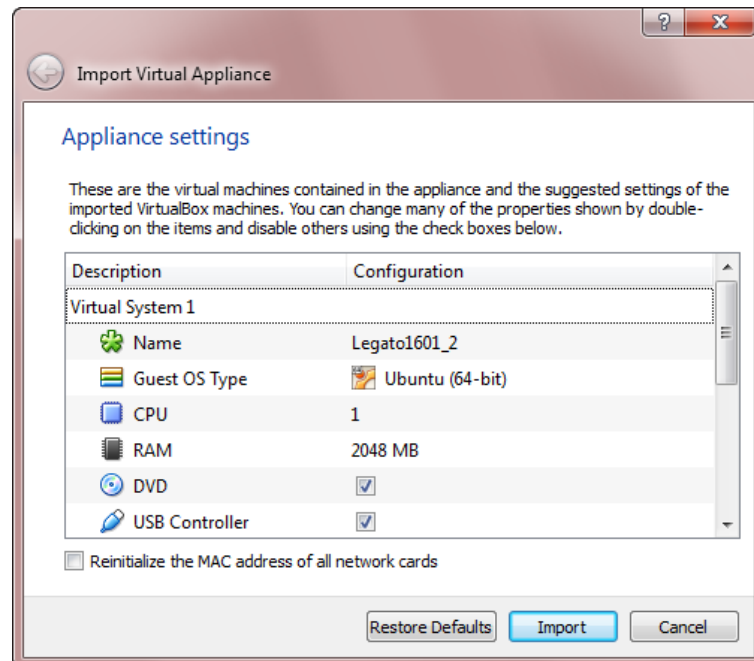 Import Virtual Appliance
Appliance settings
These are the virtual machines contained in the appliance and the suggested settings of the
imported VirtualBox machines. You can change many of the properties shown by double-
clicking on the items and disable others using the check boxes below.
Description Configuration
Virtual System 1
Name Legato1601_2
Guest OS Type Ubuntu (64-bit)
CPU 1
RAM 2048 MB
DVD
USB Controller
Reinitialize the MAC address of all network cards
Restore Defaults Import Cancel